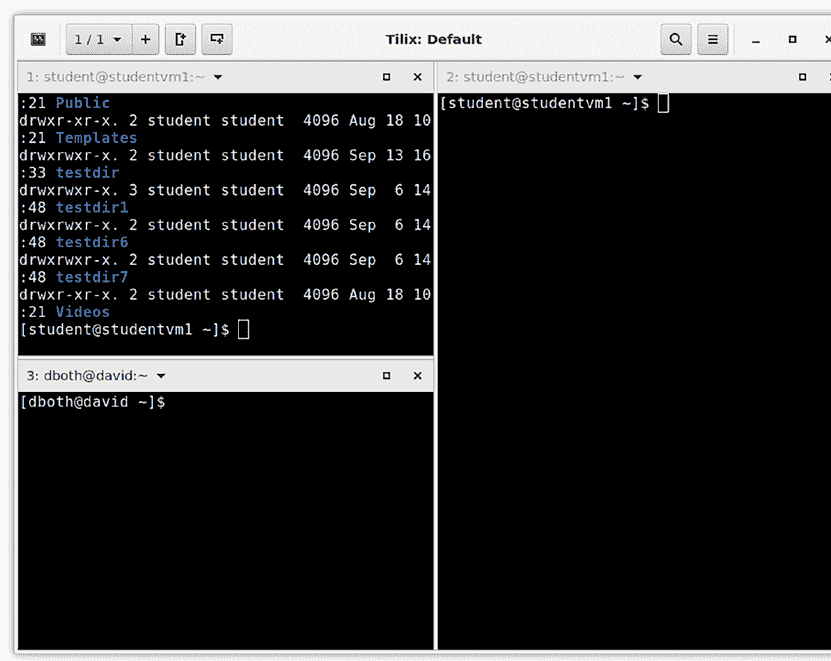 1 / 1
Tilix: Default
1: student@studentvm1:~
:21 Public
drwxr-xr-x. 2 student student  4096 Aug 18 10
:21 Templates
drwxrwxr-x. 2 student student  4096 Sep 13 16
:33 testdir
drwxrwxr-x. 3 student student  4096 Sep  6 14
:48 testdir1
drwxrwxr-x. 2 student student  4096 Sep  6 14
:48 testdir6
drwxrwxr-x. 2 student student  4096 Sep  6 14
:48 testdir7
drwxr-xr-x. 2 student student  4096 Aug 18 10
:21 Videos
[student@studentvm1 ~]$
2: student@studentvm1:~
[student@studentvm1 ~]$
3: dboth@david:~
[dboth@david ~]$